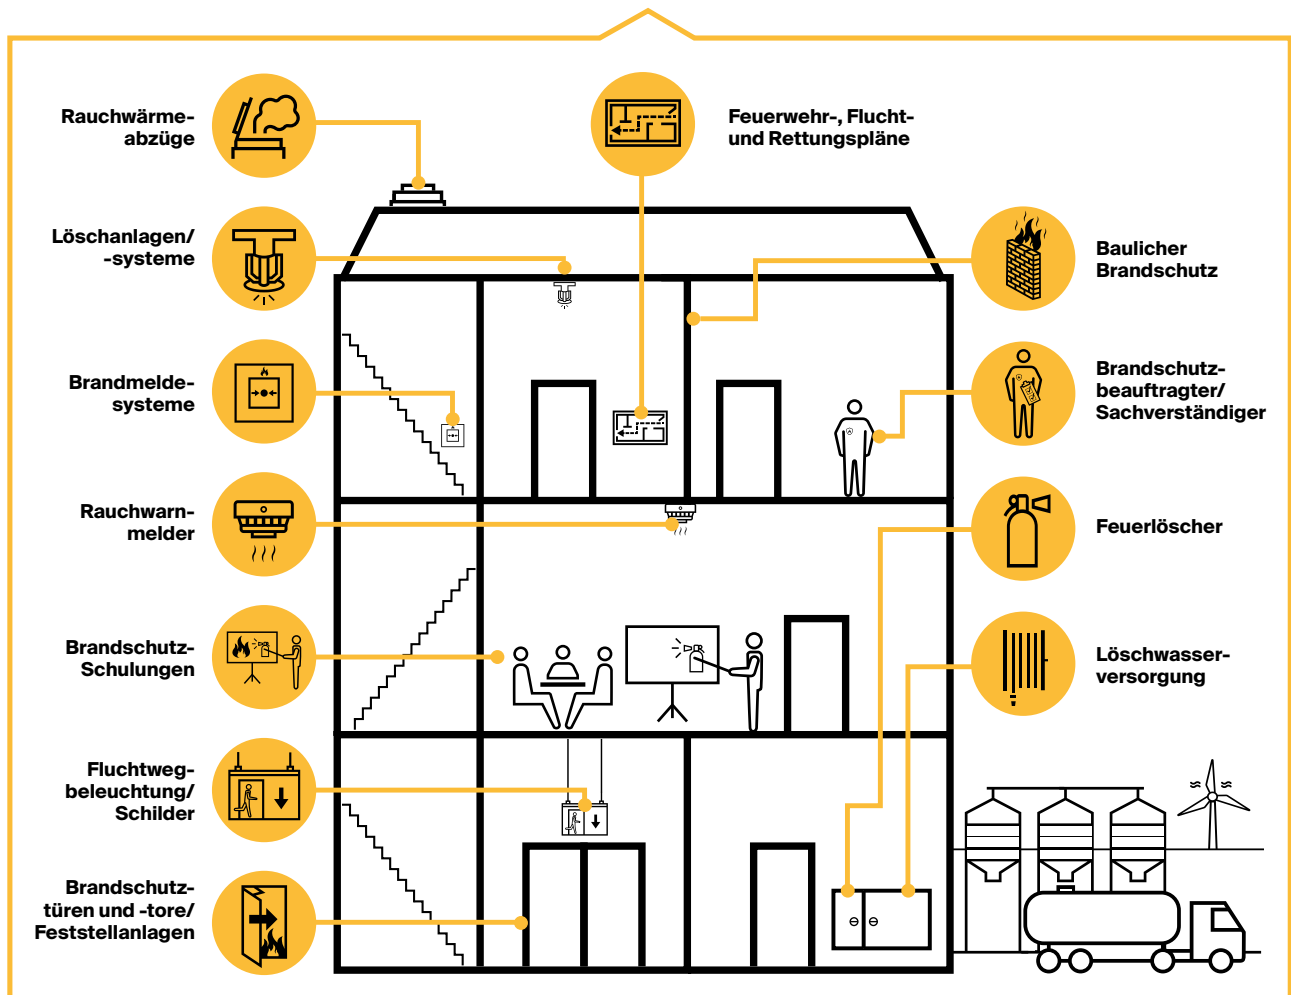 Rauchwärme-
abzüge
Feuerwehr-, Flucht-
und Rettungspläne
Löschanlagen/
-systeme
Baulicher
Brandschutz
Brandmelde-
systeme
Brandschutz-
beauftragter/
Sachverständiger
Rauchwarn-
melder
Feuerlöscher
Brandschutz-
Schulungen
Löschwasser-
versorgung
Fluchtweg-
beleuchtung/
Schilder
Brandschutz-
türen und -tore/
Feststellanlagen